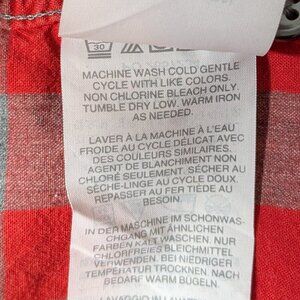 30
MACHINE WASH COLD GENTLE
CYCLE WITH LIKE COLORS.
NON CHLORINE BLEACH ONLY
TUMBLE DRY LOW. WARM IRON
AS NEEDED.
LAVER À LA MACHINE À L'EAU
FROIDE AU CYCLE DÉLICAT AVEC
DES COULEURS SIMILAIRES.
AGENT DE BLANCHIMENT NON
CHLORÉ SEULEMENT. SÉCHER AU
SÈCHE-LINGE AU CYCLE DOUX.
REPASSER AU FER TIÈDE AU
BESOIN.
IN DER MASCHINE IM SCHONWAS-
CHGANG MIT ÄHNLICHEN
FARBEN KALT WASCHEN. NUR
CHLORFREIES BLEICHMITTEL
VERWENDEN. BEI NIEDRIGER
TEMPERATUR TROCKNEN. NACH
BEDARF WARM BÜGELN.
LAVAGGIO IN